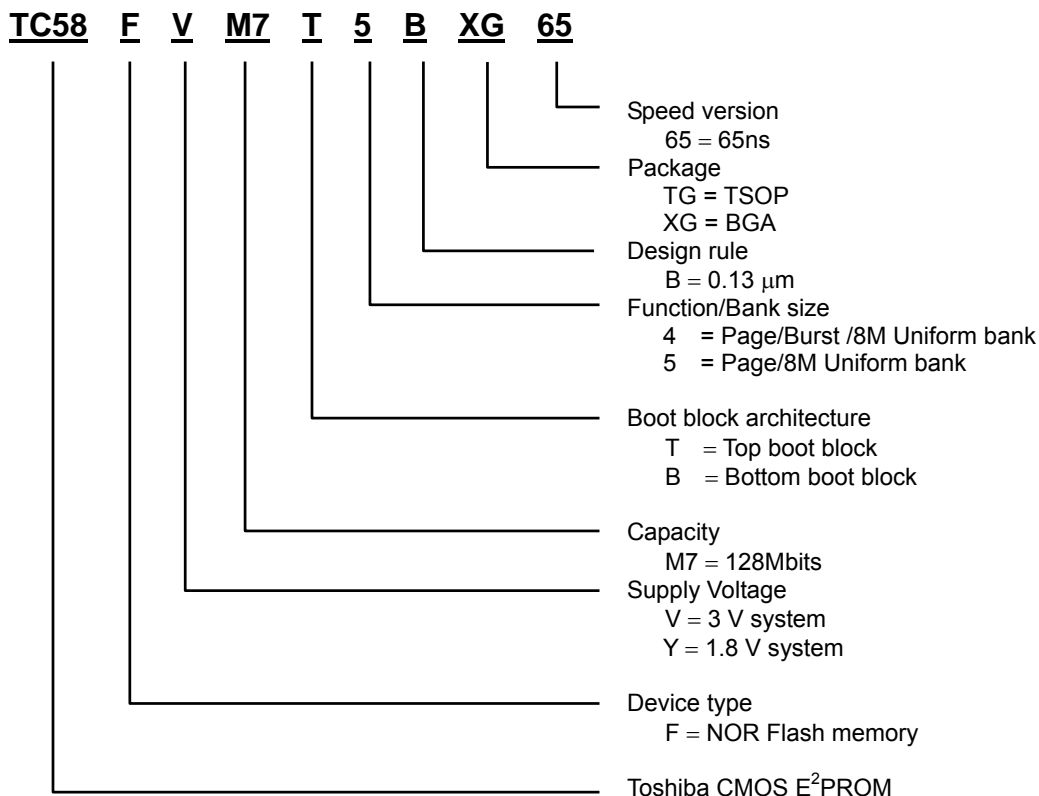 TC58 F V M7 T 5 B XG 65
Speed version
65 = 65ns
Package
TG = TSOP
XG = BGA
Design rule
B = 0.13 μm
Function/Bank size
4 = Page/Burst /8M Uniform bank
5 = Page/8M Uniform bank
Boot block architecture
T = Top boot block
B = Bottom boot block
Capacity
M7 = 128Mbits
Supply Voltage
V = 3 V system
Y = 1.8 V system
Device type
F = NOR Flash memory
Toshiba CMOS E²PROM